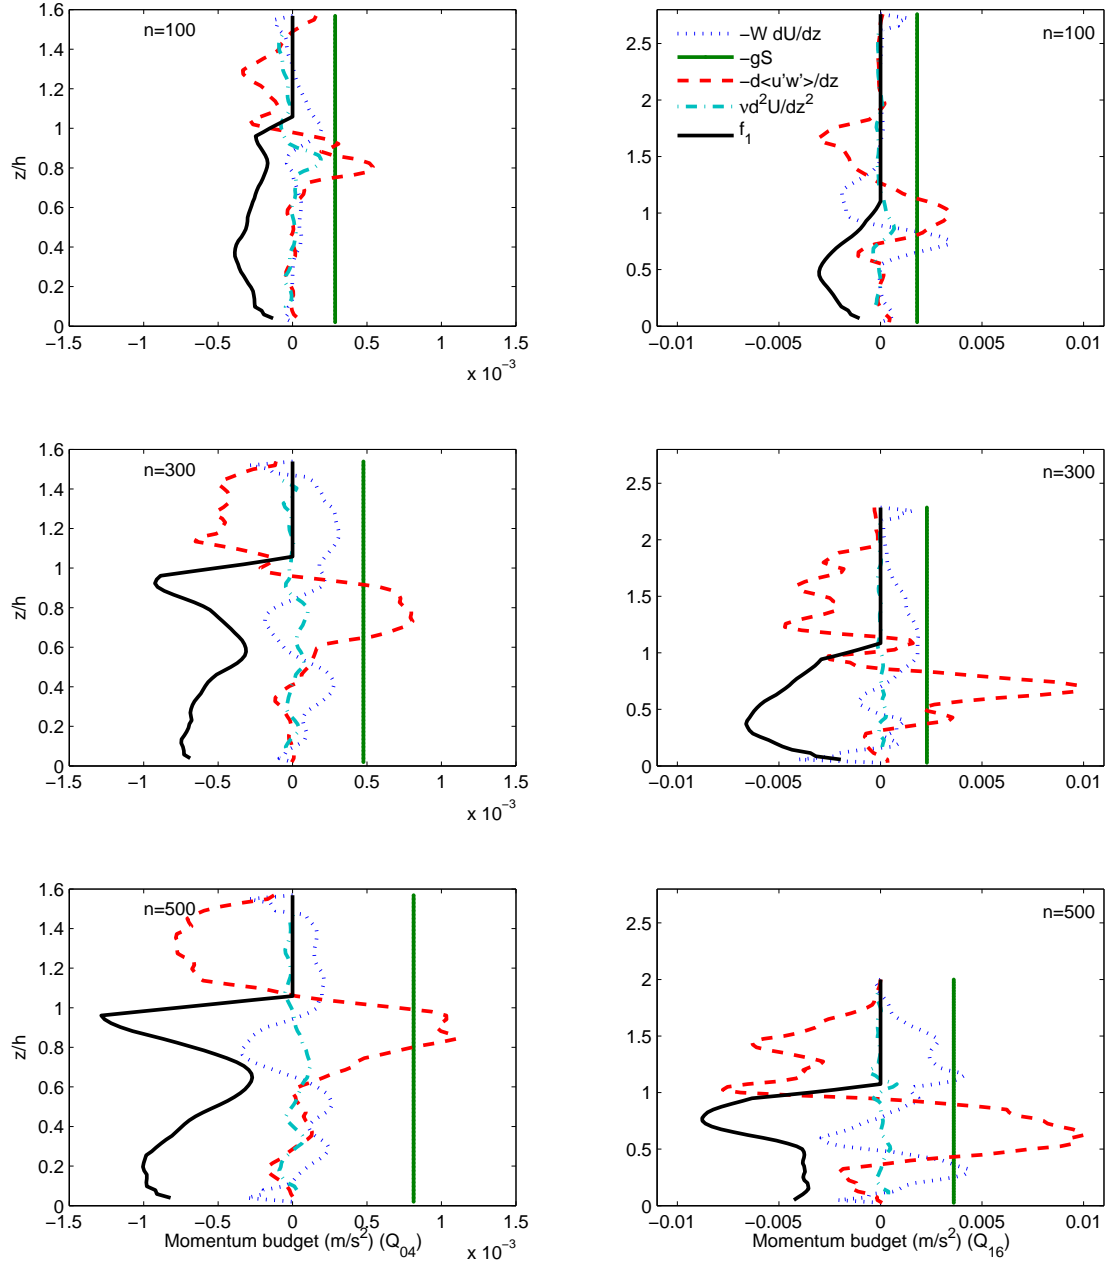 n=100
z/h
1.6
1.4
1.2
1
0.8
0.6
0.4
0.2
0
−1.5 −1 −0.5 0 0.5 1 1.5
x 10⁻³
−W dU/dz
−gS
−d<u'w'>/dz
νd²U/dz²
f₁
n=100
2.5
2
1.5
1
0.5
0
−0.01 −0.005 0 0.005 0.01
n=300
z/h
1.6
1.4
1.2
1
0.8
0.6
0.4
0.2
0
−1.5 −1 −0.5 0 0.5 1 1.5
x 10⁻³
n=300
2.5
2
1.5
1
0.5
0
−0.01 −0.005 0 0.005 0.01
n=500
z/h
1.6
1.4
1.2
1
0.8
0.6
0.4
0.2
0
−1.5 −1 −0.5 0 0.5 1 1.5
Momentum budget (m/s²) (Q₀₄)
x 10⁻³
n=500
2.5
2
1.5
1
0.5
0
−0.01 −0.005 0 0.005 0.01
Momentum budget (m/s²) (Q₁₆)